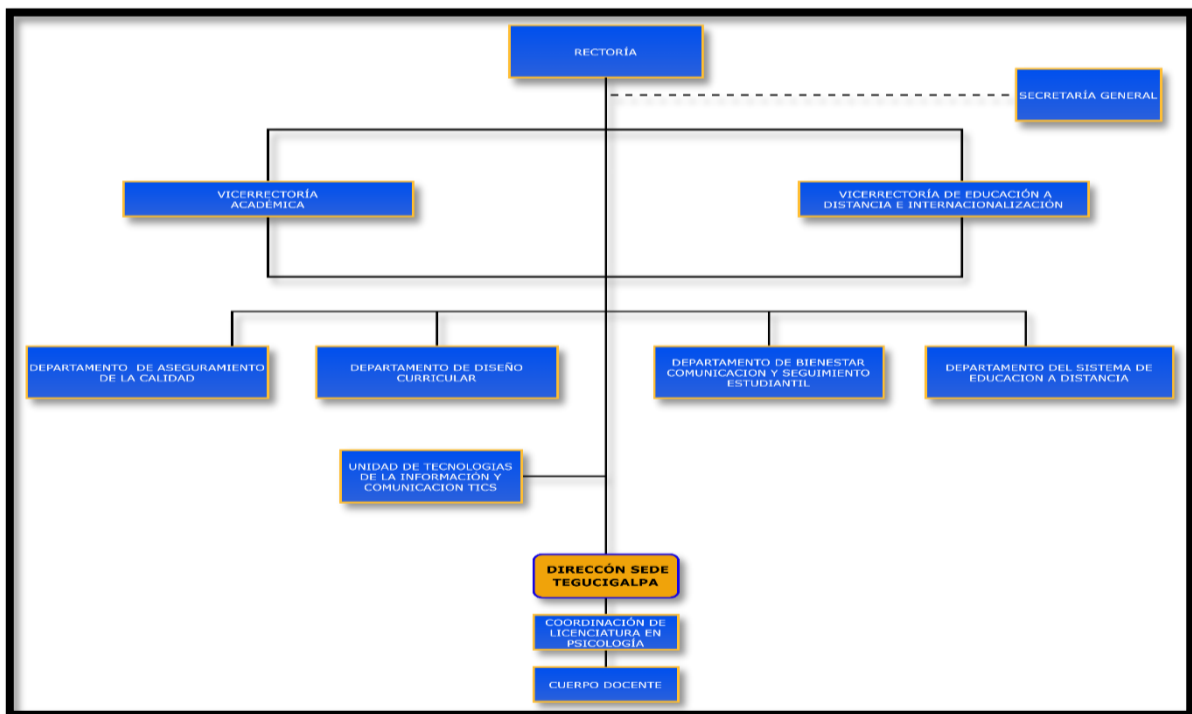 RECTORÍA
SECRETARÍA GENERAL
VICERRECTORÍA
ACADÉMICA
VICERRECTORÍA DE EDUCACIÓN A
DISTANCIA E INTERNACIONALIZACIÓN
DEPARTAMENTO DE ASEGURAMIENTO
DE LA CALIDAD
DEPARTAMENTO DE DISEÑO
CURRICULAR
DEPARTAMENTO DE BIENESTAR
COMUNICACION Y SEGUIMIENTO
ESTUDIANTIL
DEPARTAMENTO DEL SISTEMA DE
EDUCACION A DISTANCIA
UNIDAD DE TECNOLOGIAS
DE LA INFORMACIÓN Y
COMUNICACION TICS
DIRECCÓN SEDE
TEGUCIGALPA
COORDINACIÓN DE
LICENCIATURA EN
PSICOLOGÍA
CUERPO DOCENTE